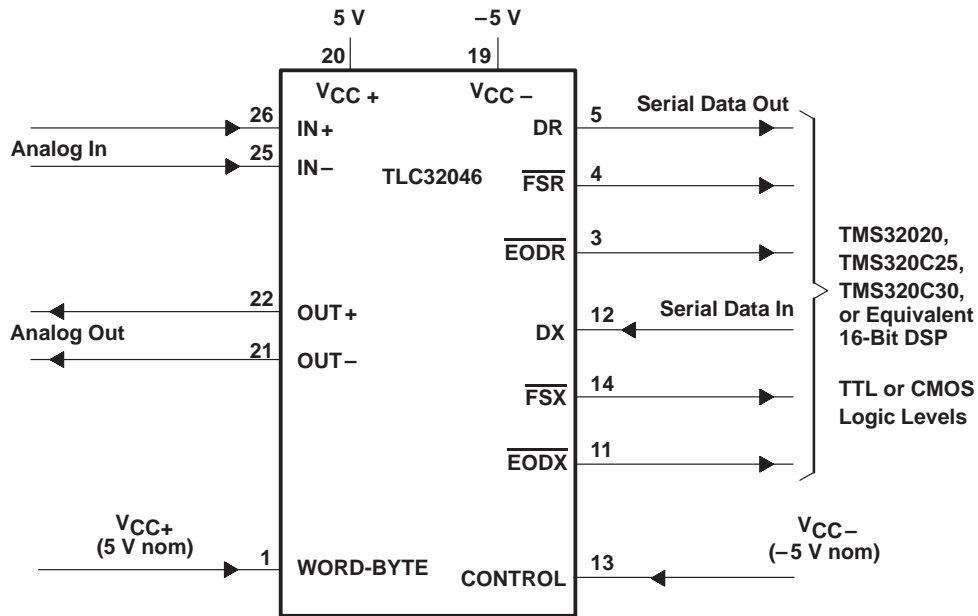 5 V
–5 V
20
19
VCC +
VCC –
26
IN+
Analog In
25
IN–
TLC32046
DR
5
Serial Data Out
FSR
4
EODR
3
22
OUT+
Analog Out
21
OUT–
DX
12
Serial Data In
FSX
14
EODX
11
TMS32020,
TMS320C25,
TMS320C30,
or Equivalent
16-Bit DSP
TTL or CMOS
Logic Levels
VCC+
(5 V nom)
1
WORD-BYTE
CONTROL
13
VCC–
(–5 V nom)